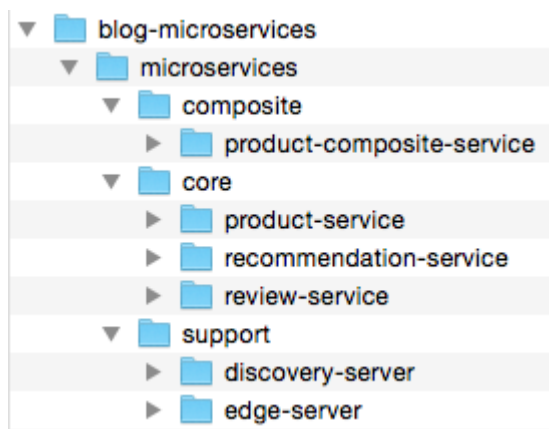 blog-microservices
microservices
composite
product-composite-service
core
product-service
recommendation-service
review-service
support
discovery-server
edge-server